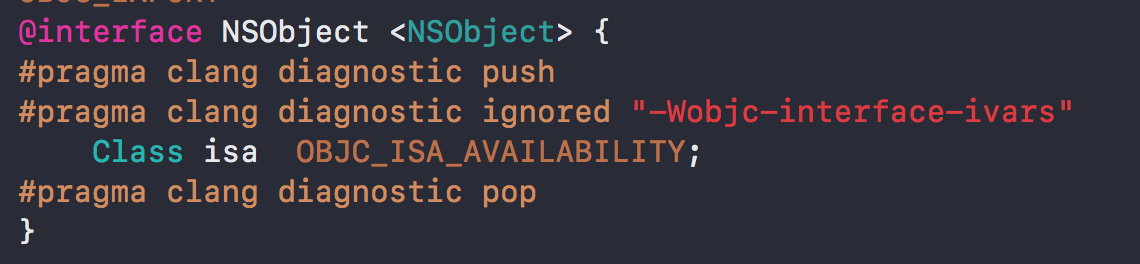 @interface NSObject <NSObject> {
#pragma clang diagnostic push
#pragma clang diagnostic ignored "-Wobjc-interface-ivars"
    Class isa  OBJC_ISA_AVAILABILITY;
#pragma clang diagnostic pop
}